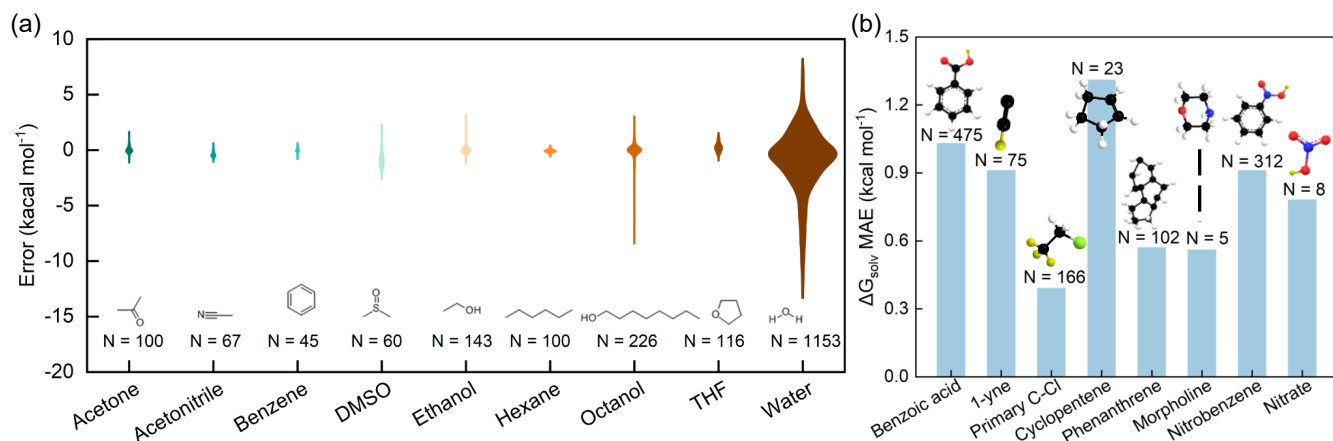 (a)
Error (kacal mol⁻¹)
10
5
0
-5
-10
-15
-20
O
N
O
S
OH
HO
O
H O H
N = 100
N = 67
N = 45
N = 60
N = 143
N = 100
N = 226
N = 116
N = 1153
Acetone
Acetonitrile
Benzene
DMSO
Ethanol
Hexane
Octanol
THF
Water
(b)
ΔGsolv MAE (kcal mol⁻¹)
1.5
1.2
0.9
0.6
0.3
0.0
N = 475
N = 75
N = 166
N = 23
N = 102
N = 5
N = 312
N = 8
Benzoic acid
1-yne
Primary C-Cl
Cyclopentene
Phenanthrene
Morpholine
Nitrobenzene
Nitrate